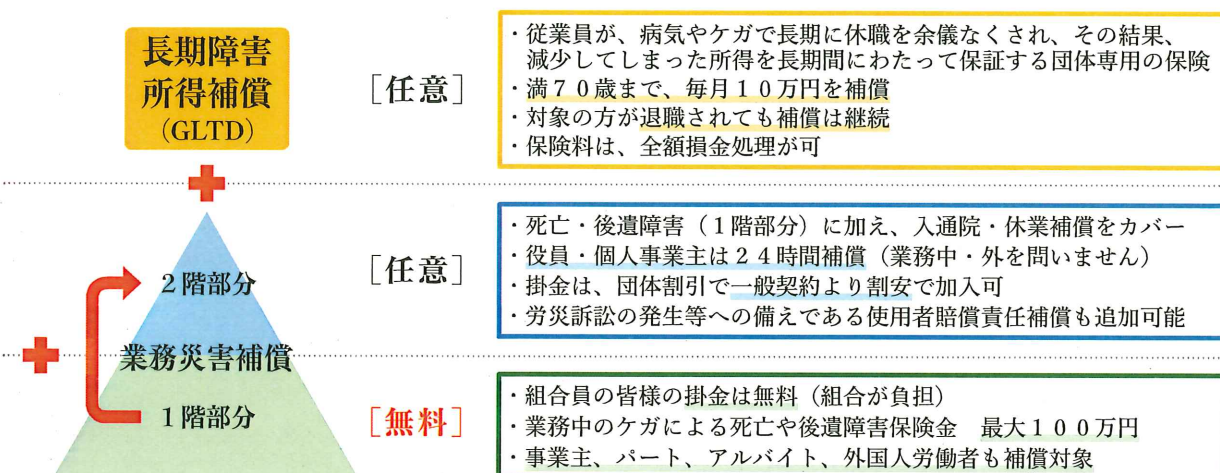 長期障害
所得補償
(GLTD)
［任意］
・従業員が、病気やケガで長期に休職を余儀なくされ、その結果、
減少してしまった所得を長期間にわたって保証する団体専用の保険
・満７０歳まで、毎月１０万円を補償
・対象の方が退職されても補償は継続
・保険料は、全額損金処理が可
２階部分
［任意］
・死亡・後遺障害（１階部分）に加え、入通院・休業補償をカバー
・役員・個人事業主は２４時間補償（業務中・外を問いません）
・掛金は、団体割引で一般契約より割安で加入可
・労災訴訟の発生等への備えである使用者賠償責任補償も追加可能
業務災害補償
１階部分
［無料］
・組合員の皆様の掛金は無料（組合が負担）
・業務中のケガによる死亡や後遺障害保険金　最大１００万円
・事業主、パート、アルバイト、外国人労働者も補償対象